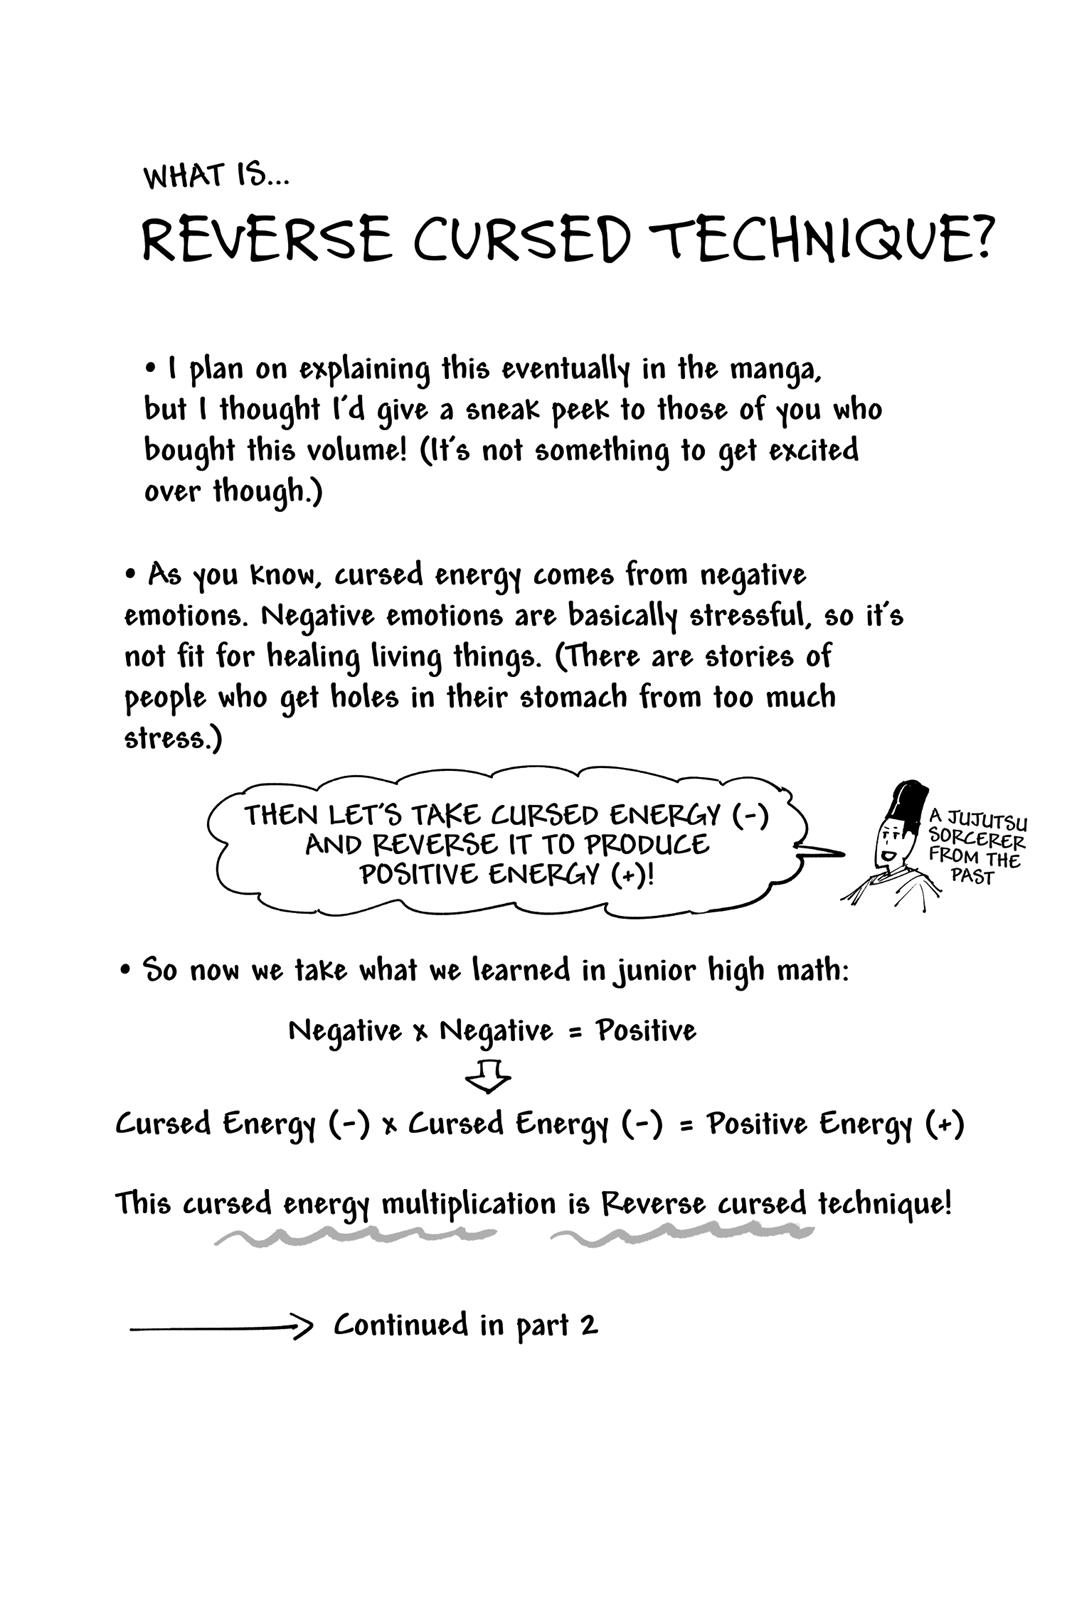 WHAT IS...
REVERSE CURSED TECHNIQUE?
• I plan on explaining this eventually in the manga,
but I thought I'd give a sneak peek to those of you who
bought this volume! (It's not something to get excited
over though.)
• As you know, cursed energy comes from negative
emotions. Negative emotions are basically stressful, so it's
not fit for healing living things. (There are stories of
people who get holes in their stomach from too much
stress.)
THEN LET'S TAKE CURSED ENERGY (-)
AND REVERSE IT TO PRODUCE
POSITIVE ENERGY (+)!
A JUJUTSU
SORCERER
FROM THE
PAST
• So now we take what we learned in junior high math:
Negative x Negative = Positive
Cursed Energy (-) x Cursed Energy (-) = Positive Energy (+)
This cursed energy multiplication is Reverse cursed technique!
Continued in part 2